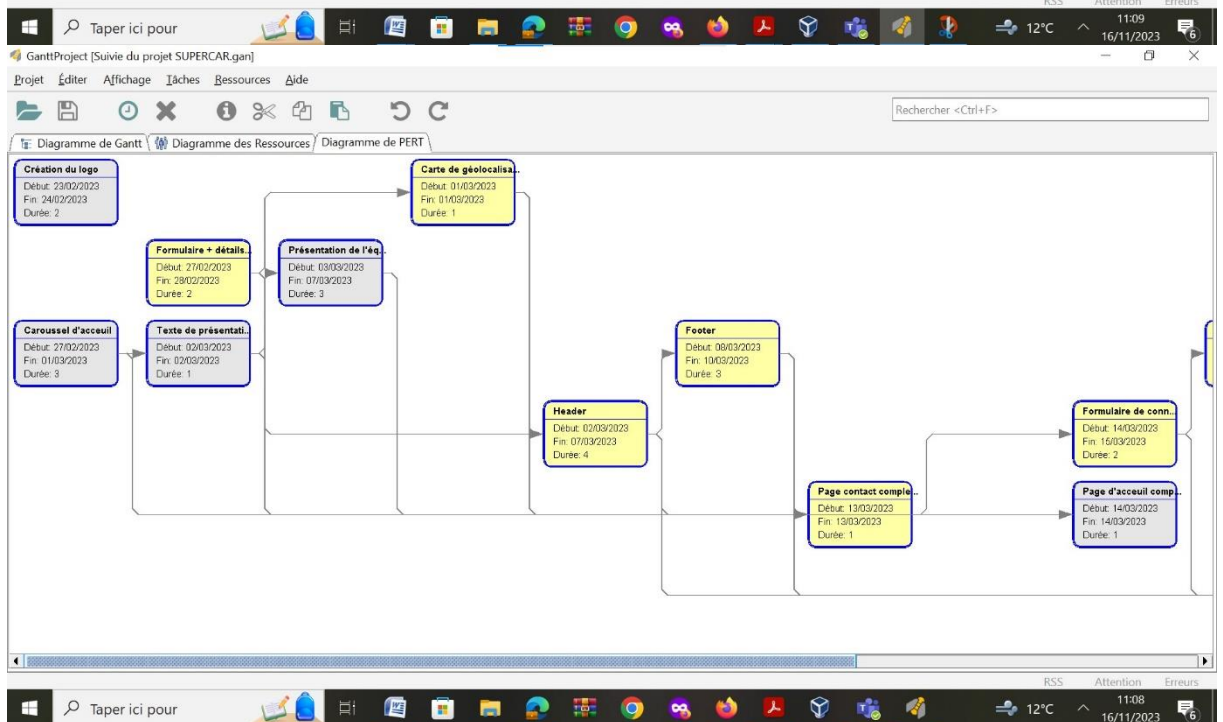 RSS Attention Erreurs
Taper ici pour
12°C
11:09
16/11/2023
6
GanttProject [Suivie du projet SUPERCAR.gan]
Projet Éditer Affichage Tâches Ressources Aide
Rechercher <Ctrl+F>
Diagramme de Gantt Diagramme des Ressources Diagramme de PERT
Création du logo
Début: 23/02/2023
Fin: 24/02/2023
Durée: 2
Carte de géolocalisa...
Début: 01/03/2023
Fin: 01/03/2023
Durée: 1
Formulaire + détails...
Début: 27/02/2023
Fin: 28/02/2023
Durée: 2
Présentation de l'éq...
Début: 03/03/2023
Fin: 07/03/2023
Durée: 3
Caroussel d'acceuil
Début: 27/02/2023
Fin: 01/03/2023
Durée: 3
Texte de présentati...
Début: 02/03/2023
Fin: 02/03/2023
Durée: 1
Footer
Début: 08/03/2023
Fin: 10/03/2023
Durée: 3
Header
Début: 02/03/2023
Fin: 07/03/2023
Durée: 4
Formulaire de conn...
Début: 14/03/2023
Fin: 15/03/2023
Durée: 2
Page contact comple...
Début: 13/03/2023
Fin: 13/03/2023
Durée: 1
Page d'acceuil comp...
Début: 14/03/2023
Fin: 14/03/2023
Durée: 1
RSS Attention Erreurs
Taper ici pour
12°C
11:08
16/11/2023
6